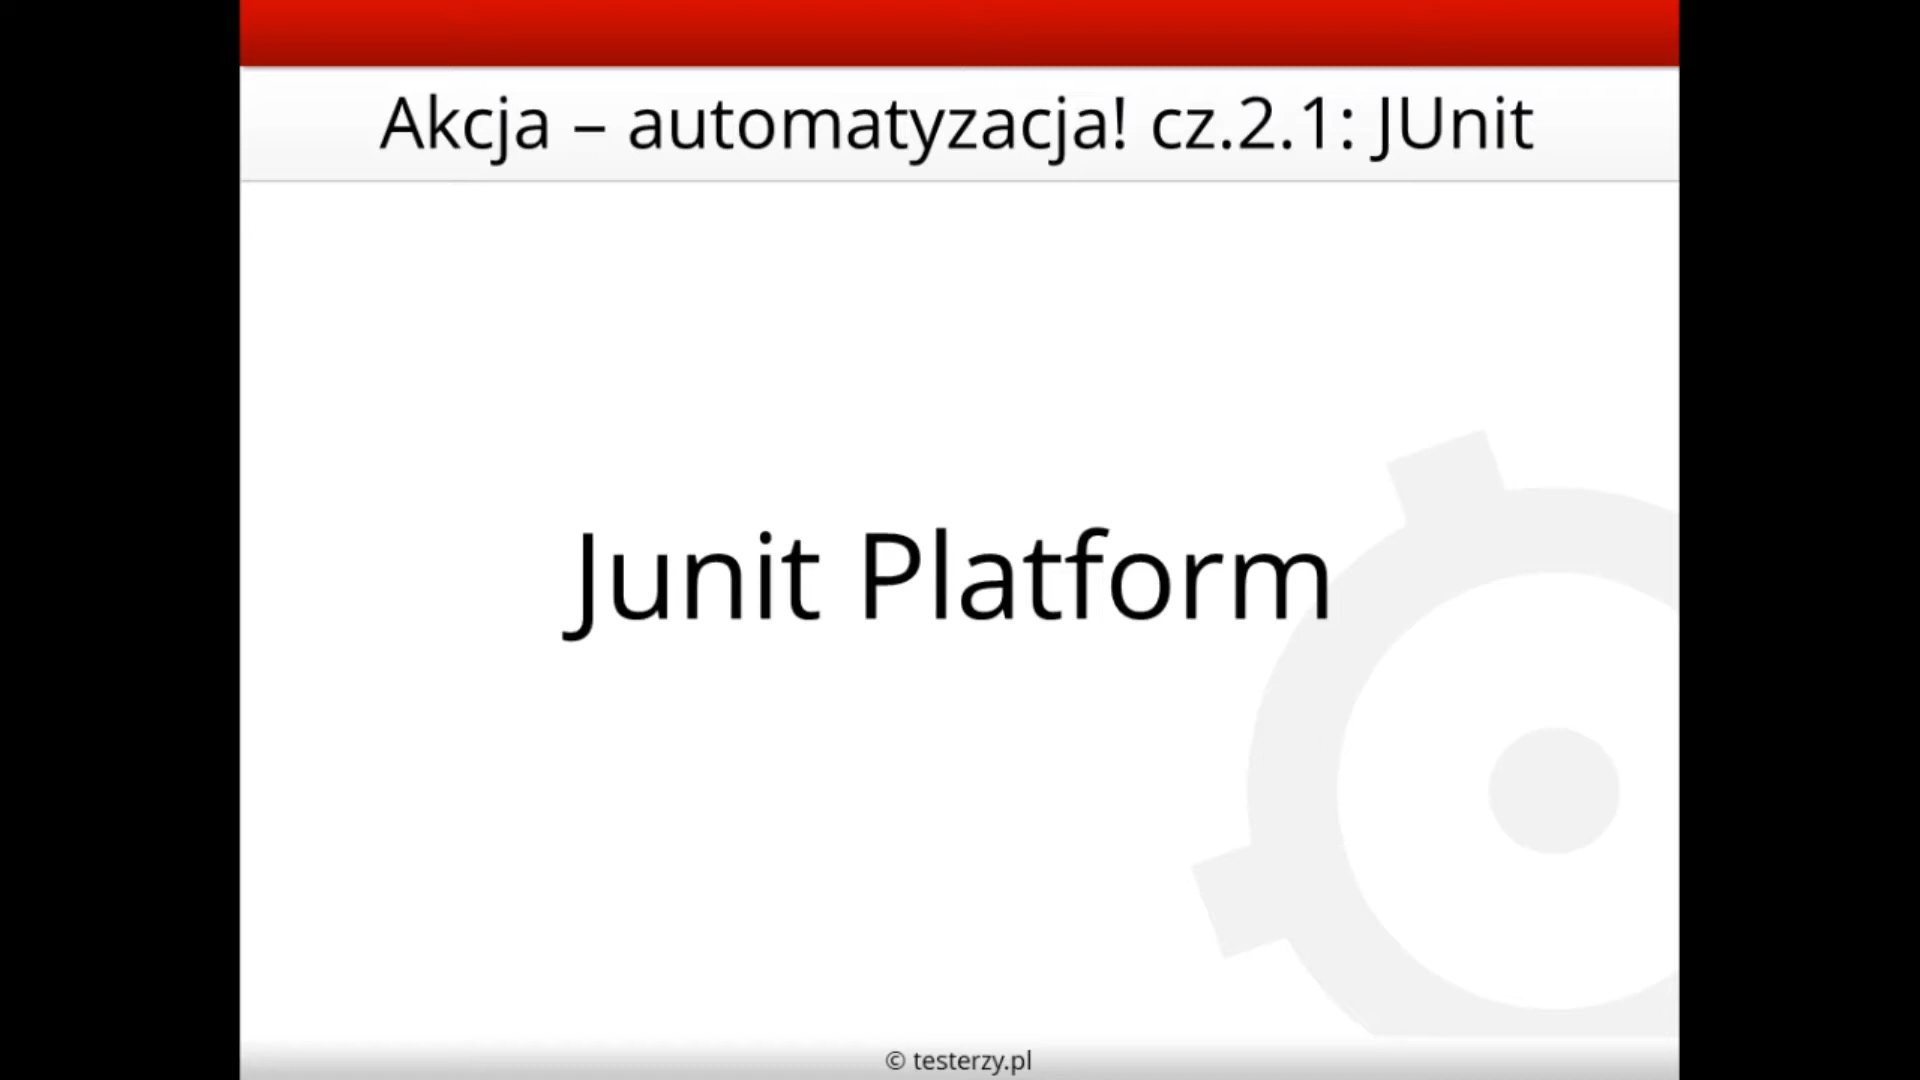 Akcja – automatyzacja! cz.2.1: JUnit
Junit Platform
© testerzy.pl